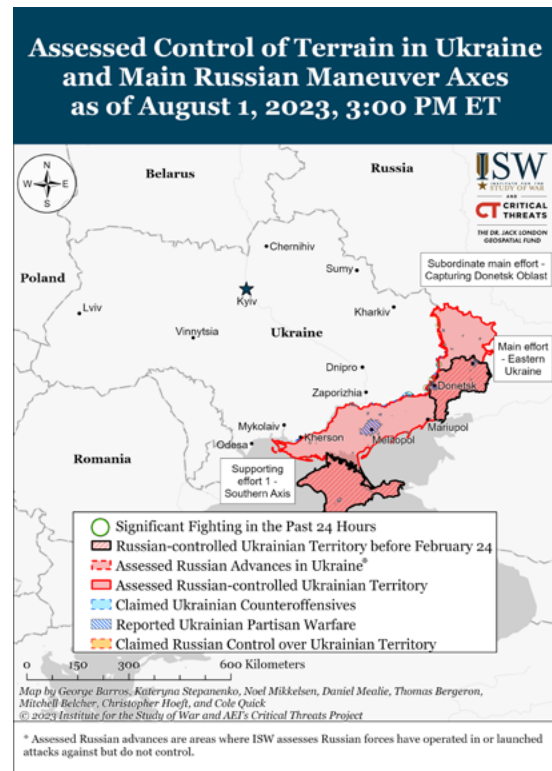 Assessed Control of Terrain in Ukraine
and Main Russian Maneuver Axes
as of August 1, 2023, 3:00 PM ET
N
W E
S
Belarus
Russia
ISW
INSTITUTE FOR THE
STUDY OF WAR
AND
CT CRITICAL
THREATS
THE DR. JACK LONDON
GEOSPATIAL FUND
Chernihiv
Subordinate main effort -
Capturing Donetsk Oblast
Sumy
Poland
Kyiv
Lviv
Kharkiv
Vinnytsia
Ukraine
Main effort
- Eastern
Ukraine
Dnipro
Donetsk
Zaporizhia
Mykolaiv
Mariupol
Kherson
Melitopol
Odesa
Romania
Supporting
effort 1 -
Southern Axis
Significant Fighting in the Past 24 Hours
Russian-controlled Ukrainian Territory before February 24
Assessed Russian Advances in Ukraine*
Assessed Russian-controlled Ukrainian Territory
Claimed Ukrainian Counteroffensives
Reported Ukrainian Partisan Warfare
Claimed Russian Control over Ukrainian Territory
0 150 300 600 Kilometers
Map by George Barros, Kateryna Stepanenko, Noel Mikkelsen, Daniel Mealie, Thomas Bergeron,
Mitchell Belcher, Christopher Hoeft, and Cole Quick
© 2023 Institute for the Study of War and AEI's Critical Threats Project
* Assessed Russian advances are areas where ISW assesses Russian forces have operated in or launched
attacks against but do not control.